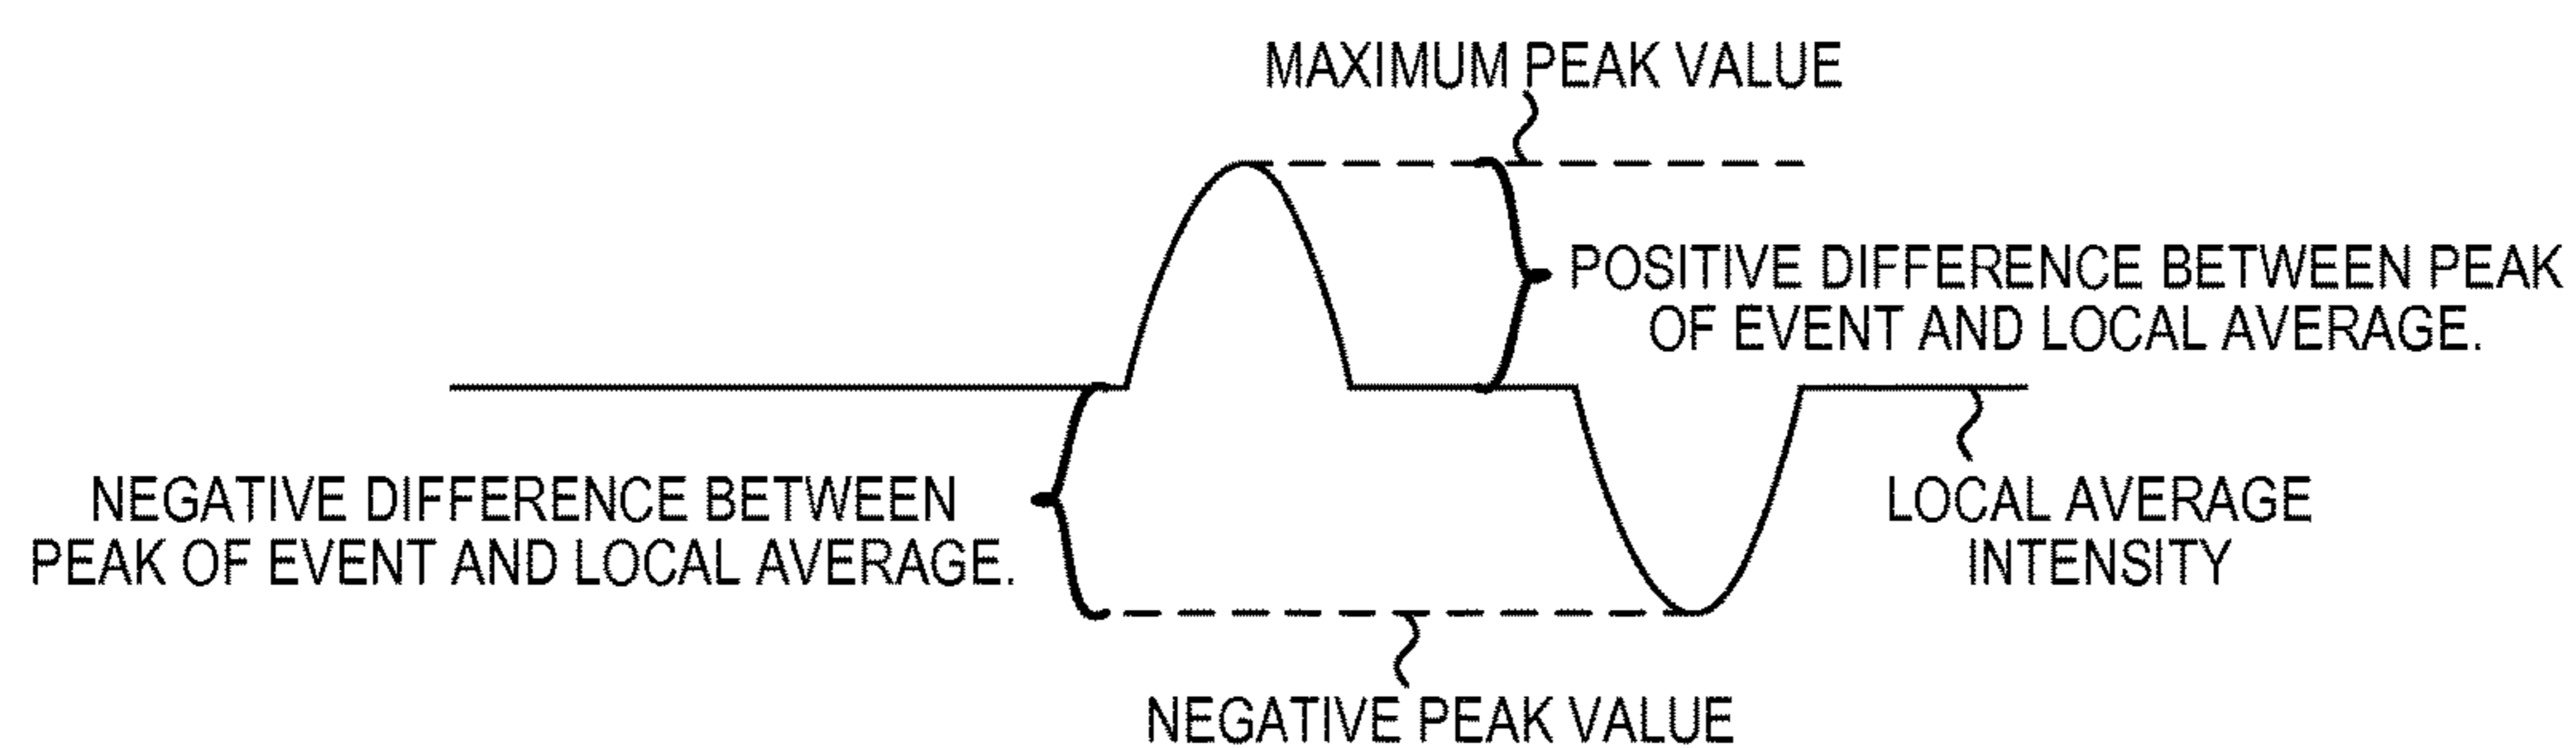 MAXIMUM PEAK VALUE
POSITIVE DIFFERENCE BETWEEN PEAK
OF EVENT AND LOCAL AVERAGE.
NEGATIVE DIFFERENCE BETWEEN
PEAK OF EVENT AND LOCAL AVERAGE.
LOCAL AVERAGE
INTENSITY
NEGATIVE PEAK VALUE